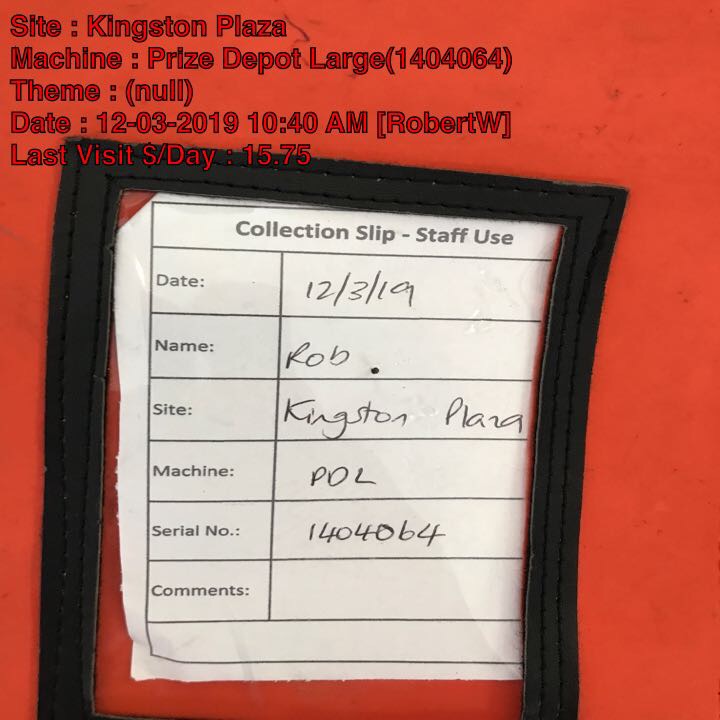 Site : Kingston Plaza
Machine : Prize Depot Large(1404064)
Theme : (null)
Date : 12-03-2019 10:40 AM [RobertW]
Last Visit $/Day : 15.75
Collection Slip - Staff Use
Date: 12/3/19
Name: Rob.
Site: Kingston Plaza
Machine: PDL
Serial No.: 1404064
Comments: